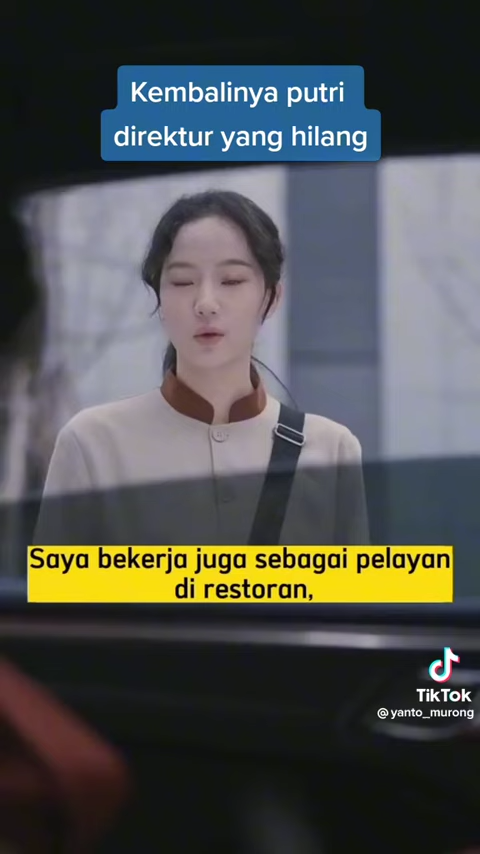 Kembalinya putri
direktur yang hilang
Saya bekerja juga sebagai pelayan
di restoran,
TikTok
@yanto_murong